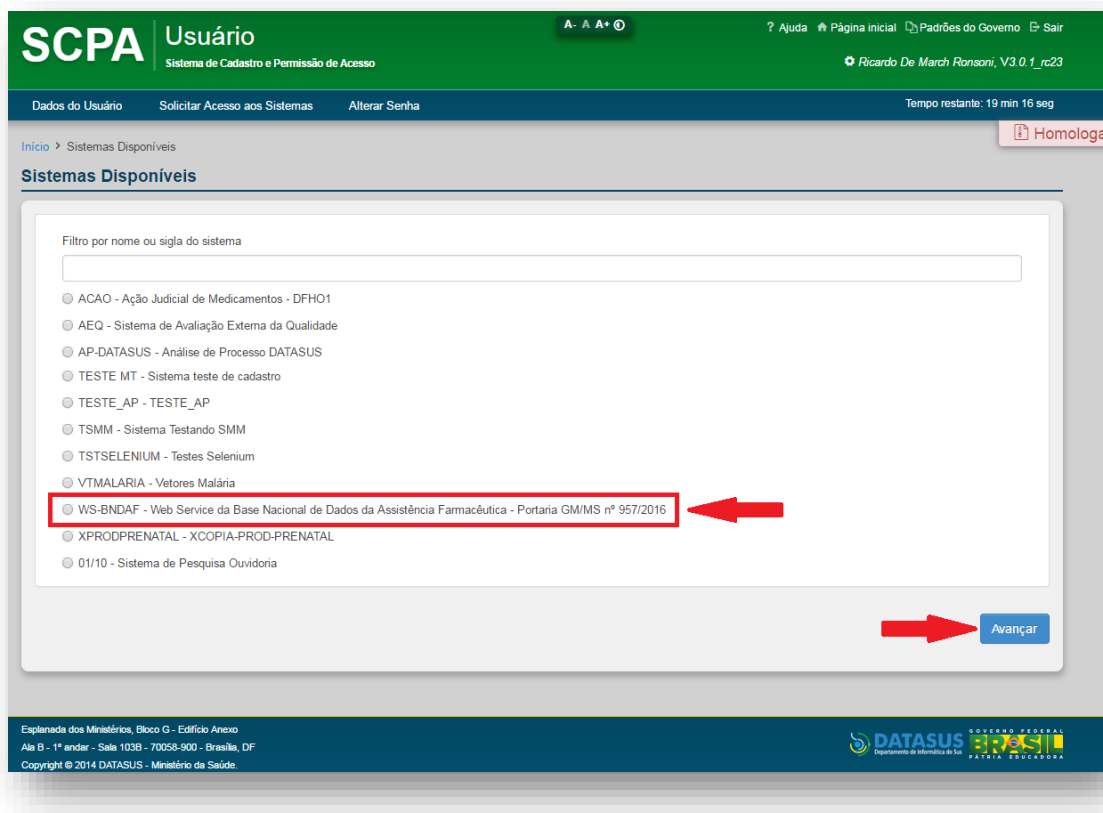 SCPA
Usuário
Sistema de Cadastro e Permissão de Acesso
A- A A+
? Ajuda Página inicial Padrões do Governo Sair
Ricardo De March Ronsoni, V3.0.1_rc23
Dados do Usuário Solicitar Acesso aos Sistemas Alterar Senha Tempo restante: 19 min 16 seg
Homologa
Início > Sistemas Disponíveis
Sistemas Disponíveis
Filtro por nome ou sigla do sistema
ACAO - Ação Judicial de Medicamentos - DFHO1
AEQ - Sistema de Avaliação Externa da Qualidade
AP-DATASUS - Análise de Processo DATASUS
TESTE MT - Sistema teste de cadastro
TESTE_AP - TESTE_AP
TSMM - Sistema Testando SMM
TSTSELENIUM - Testes Selenium
VTMALARIA - Vetores Malária
WS-BNDAF - Web Service da Base Nacional de Dados da Assistência Farmacêutica - Portaria GM/MS nº 957/2016
XPRODPRENATAL - XCOPIA-PROD-PRENATAL
01/10 - Sistema de Pesquisa Ouvidoria
Avançar
Esplanada dos Ministérios, Bloco G - Edifício Anexo
Ala B - 1º andar - Sala 103B - 70058-900 - Brasília, DF
Copyright © 2014 DATASUS - Ministério da Saúde.
DATASUS
Departamento de Informática do Sus
GOVERNO FEDERAL
BRASIL
PÁTRIA EDUCADORA